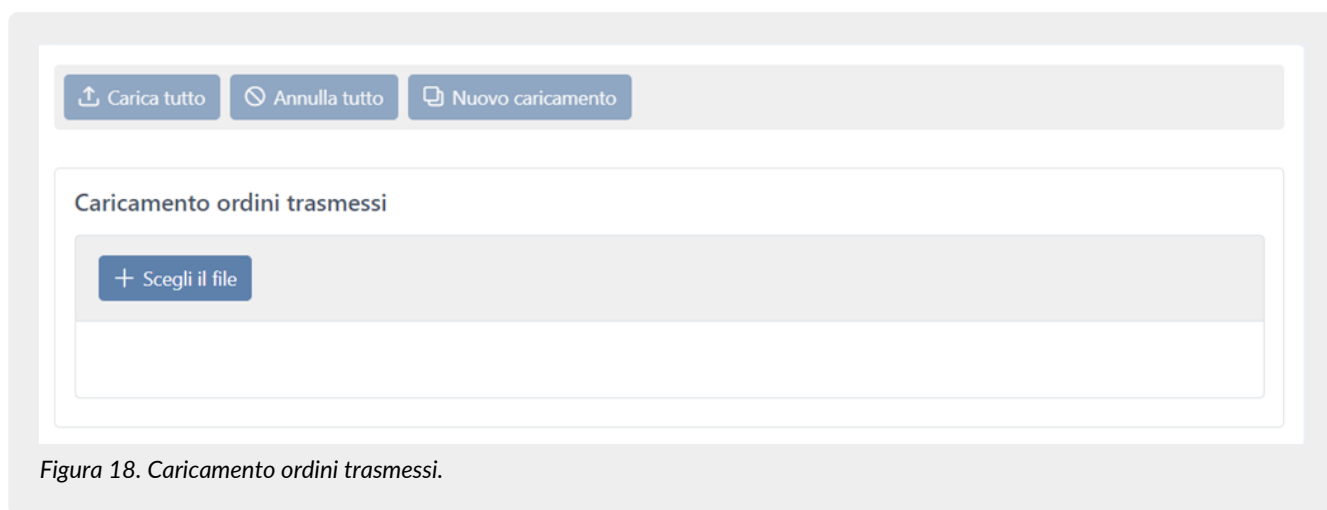 Carica tutto Annulla tutto Nuovo caricamento
Caricamento ordini trasmessi
Scegli il file
Figura 18. Caricamento ordini trasmessi.